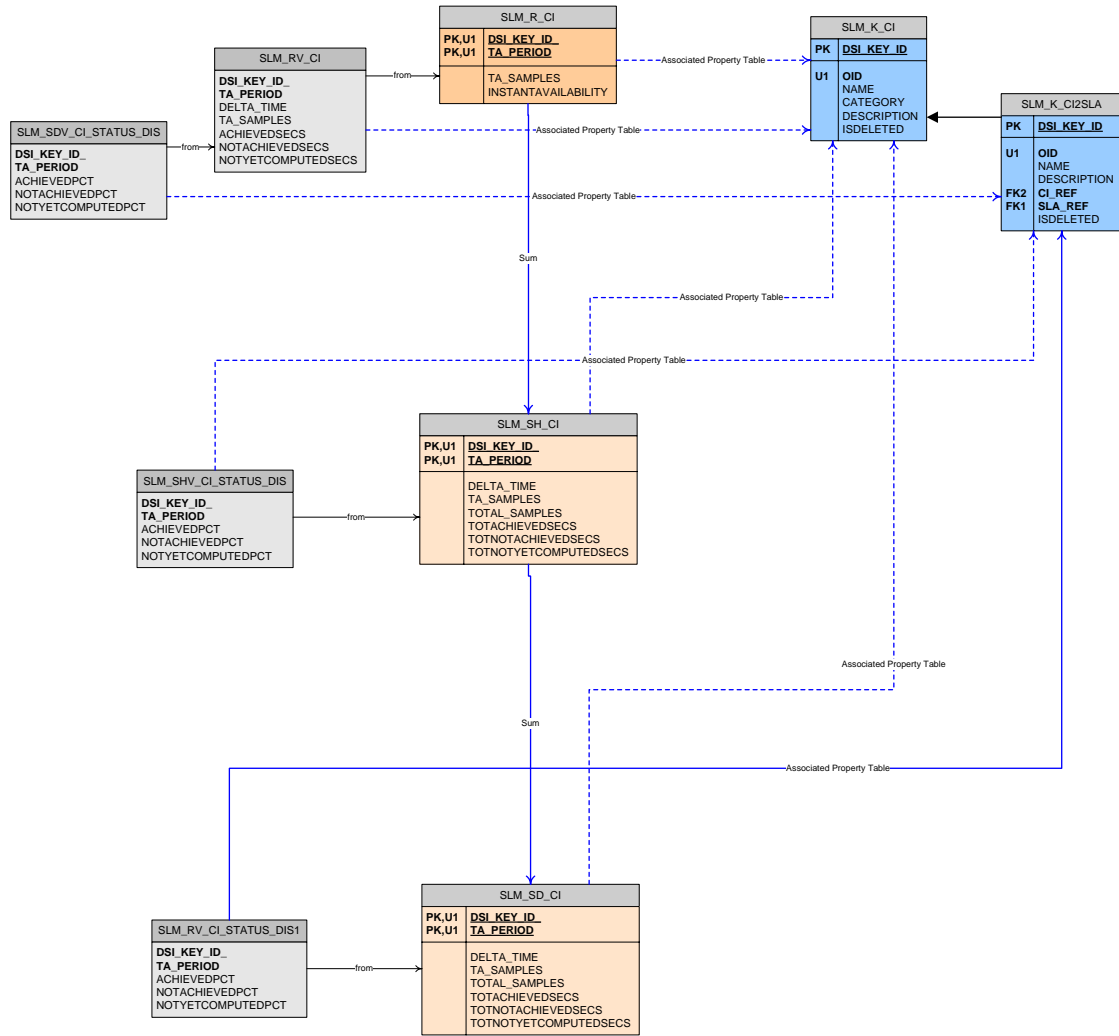 SLM_R_CI
PK,U1 DSI_KEY_ID_
PK,U1 TA_PERIOD
TA_SAMPLES
INSTANTAVAILABILITY
SLM_K_CI
PK DSI_KEY_ID
U1 OID
NAME
CATEGORY
DESCRIPTION
ISDELETED
SLM_RV_CI
DSI_KEY_ID_
TA_PERIOD
DELTA_TIME
TA_SAMPLES
ACHIEVEDSECS
NOTACHIEVEDSECS
NOTYETCOMPUTEDSECS
from
Associated Property Table
SLM_K_CI2SLA
PK DSI_KEY_ID
U1 OID
NAME
DESCRIPTION
FK2 CI_REF
FK1 SLA_REF
ISDELETED
SLM_SDV_CI_STATUS_DIS
DSI_KEY_ID_
TA_PERIOD
ACHIEVEDPCT
NOTACHIEVEDPCT
NOTYETCOMPUTEDPCT
from
Associated Property Table
Associated Property Table
Sum
Associated Property Table
Associated Property Table
SLM_SH_CI
PK,U1 DSI_KEY_ID_
PK,U1 TA_PERIOD
DELTA_TIME
TA_SAMPLES
TOTAL_SAMPLES
TOTACHIEVEDSECS
TOTNOTACHIEVEDSECS
TOTNOTYETCOMPUTEDSECS
SLM_SHV_CI_STATUS_DIS
DSI_KEY_ID_
TA_PERIOD
ACHIEVEDPCT
NOTACHIEVEDPCT
NOTYETCOMPUTEDPCT
from
Associated Property Table
Sum
Associated Property Table
SLM_SD_CI
PK,U1 DSI_KEY_ID_
PK,U1 TA_PERIOD
DELTA_TIME
TA_SAMPLES
TOTAL_SAMPLES
TOTACHIEVEDSECS
TOTNOTACHIEVEDSECS
TOTNOTYETCOMPUTEDSECS
SLM_RV_CI_STATUS_DIS1
DSI_KEY_ID_
TA_PERIOD
ACHIEVEDPCT
NOTACHIEVEDPCT
NOTYETCOMPUTEDPCT
from